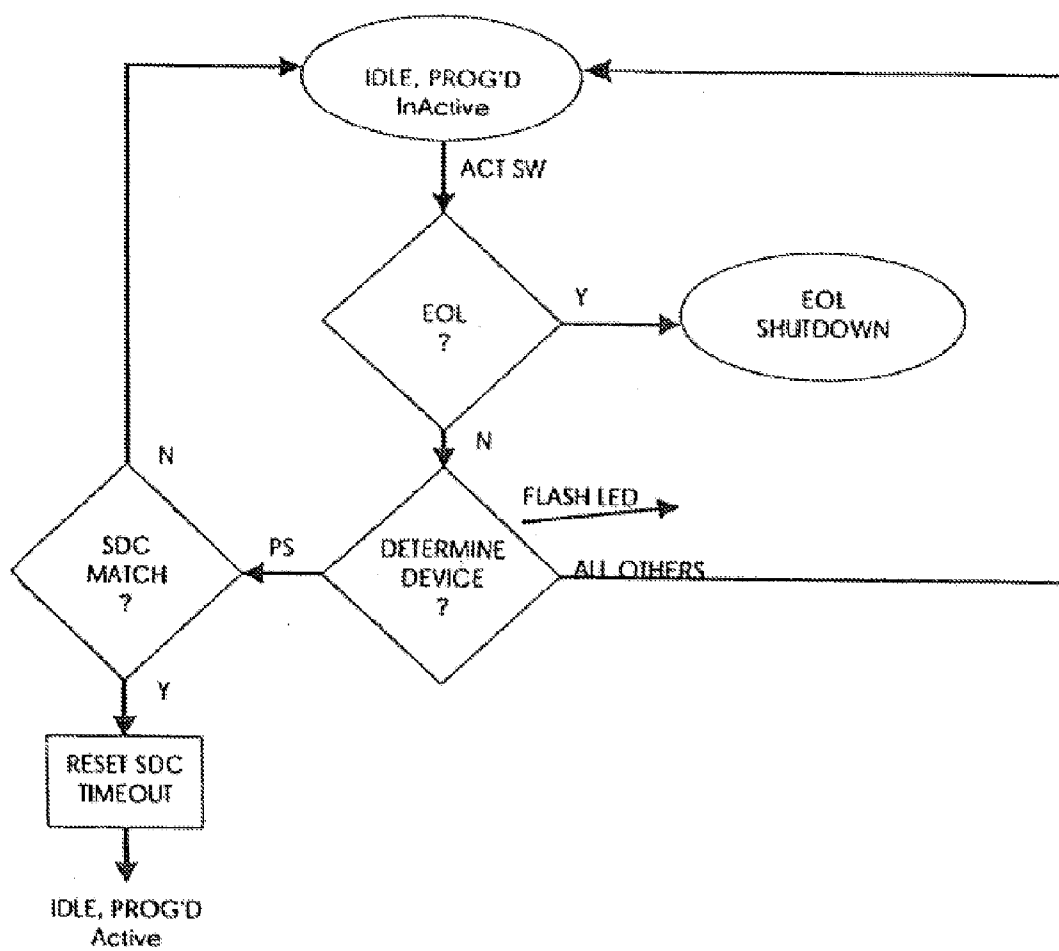 IDLE, PROG'D
InActive
ACT SW
EOL
?
Y
EOL
SHUTDOWN
N
N
FLASH LED
SDC
MATCH
?
PS
DETERMINE
DEVICE
?
ALL OTHERS
Y
RESET SDC
TIMEOUT
IDLE, PROG'D
Active